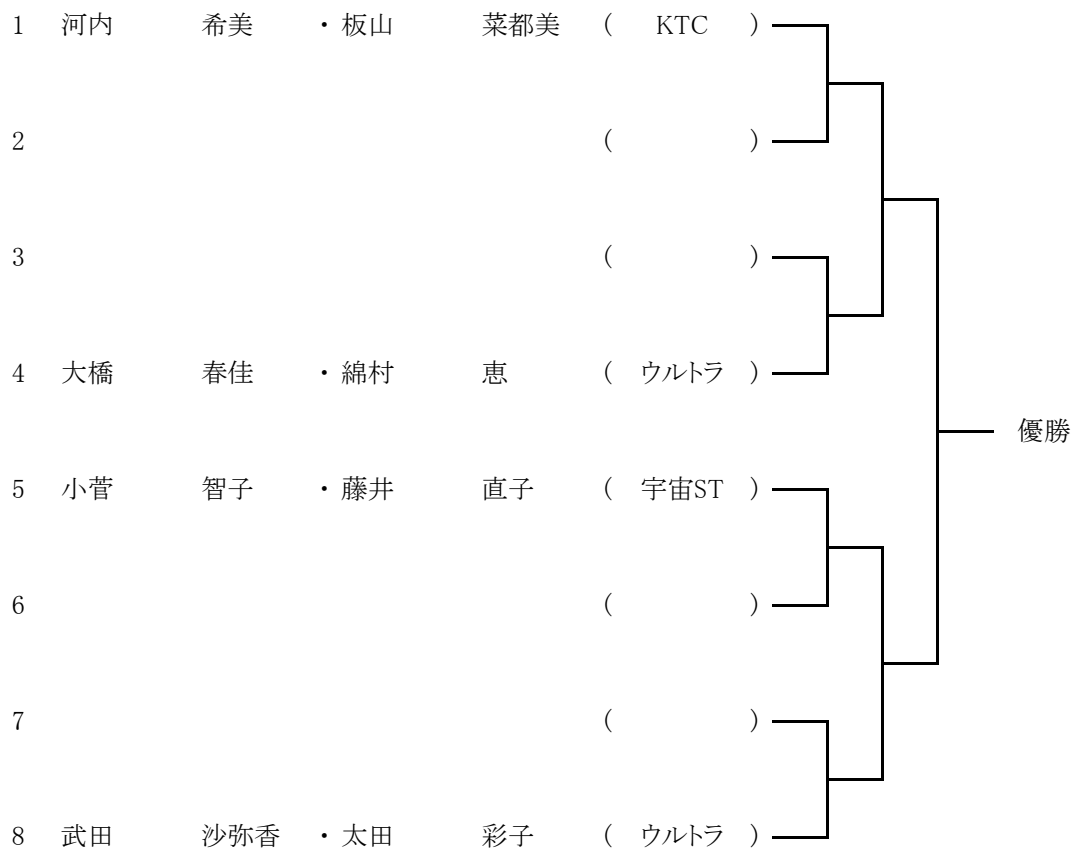 1 河内 希美 ・ 板山 菜都美 ( KTC )
2 ( )
3 ( )
4 大橋 春佳 ・ 綿村 恵 ( ウルトラ )
優勝
5 小菅 智子 ・ 藤井 直子 ( 宇宙ST )
6 ( )
7 ( )
8 武田 沙弥香 ・ 太田 彩子 ( ウルトラ )